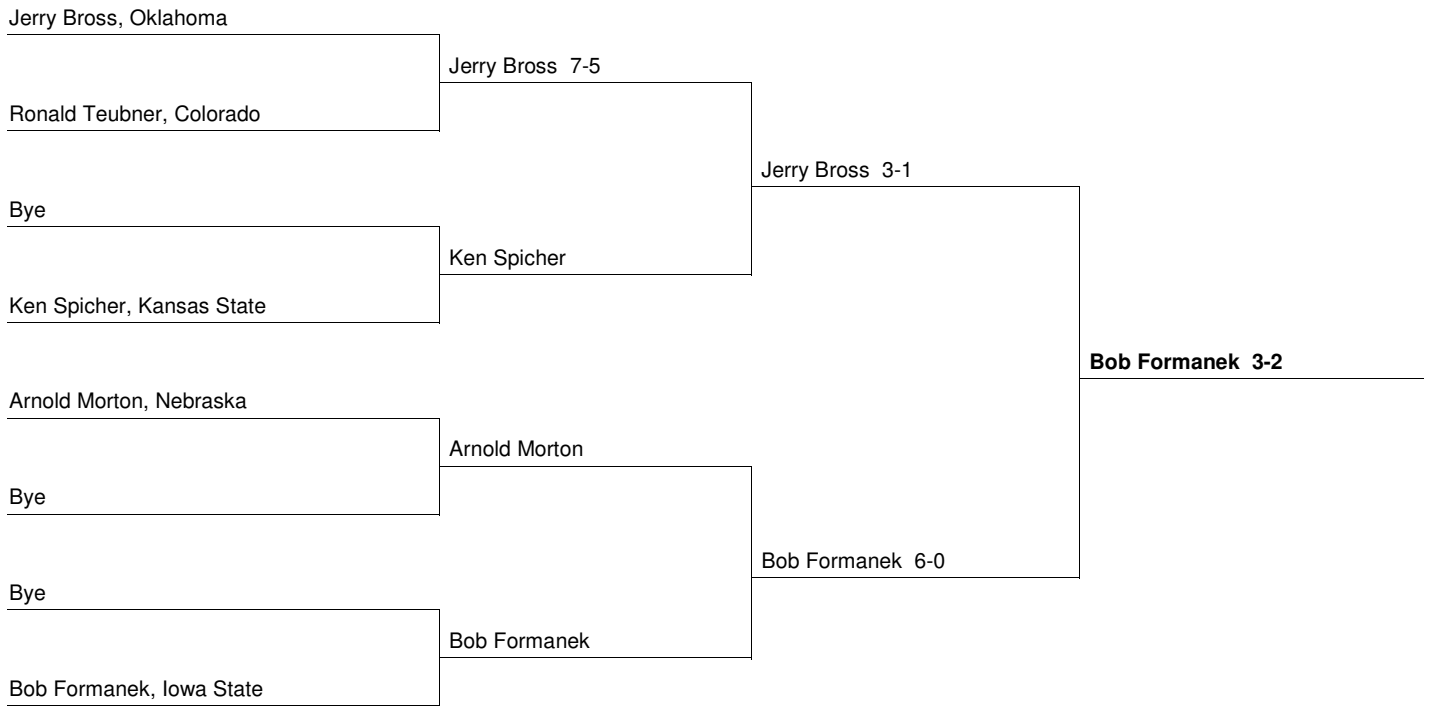 Jerry Bross, Oklahoma
Jerry Bross 7-5
Ronald Teubner, Colorado
Jerry Bross 3-1
Bye
Ken Spicher
Ken Spicher, Kansas State
Bob Formanek 3-2
Arnold Morton, Nebraska
Arnold Morton
Bye
Bob Formanek 6-0
Bye
Bob Formanek
Bob Formanek, Iowa State